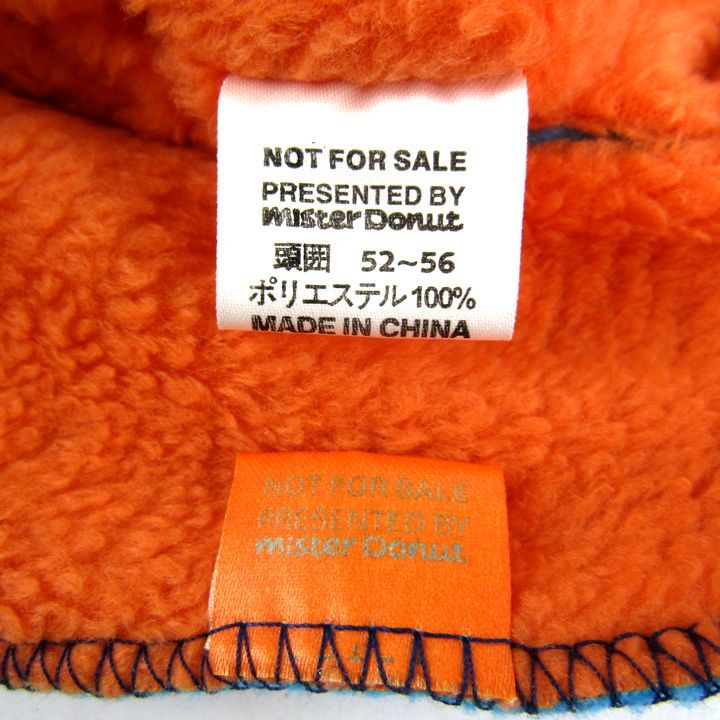 NOT FOR SALE
PRESENTED BY
mister Donut
頭囲 52~56
ポリエステル100%
MADE IN CHINA
NOT FOR SALE
PRESENTED BY
mister Donut